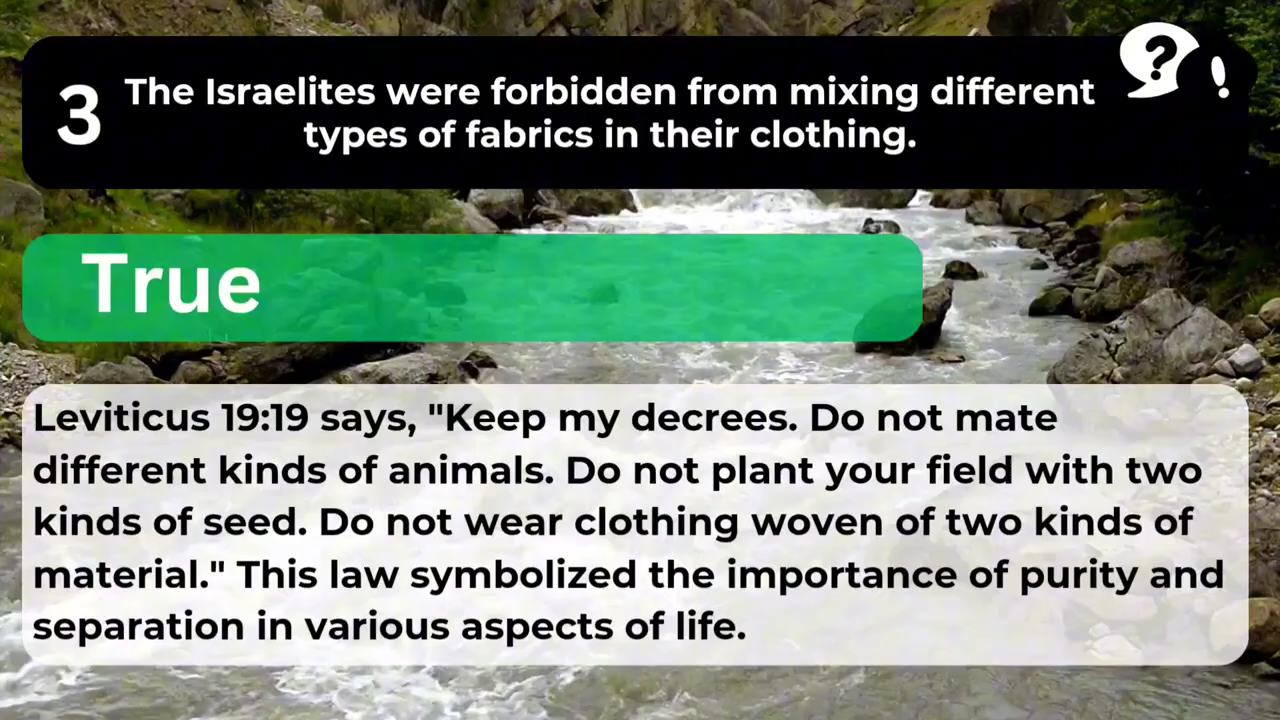 3
The Israelites were forbidden from mixing different
types of fabrics in their clothing.
?
!
True
Leviticus 19:19 says, "Keep my decrees. Do not mate
different kinds of animals. Do not plant your field with two
kinds of seed. Do not wear clothing woven of two kinds of
material." This law symbolized the importance of purity and
separation in various aspects of life.